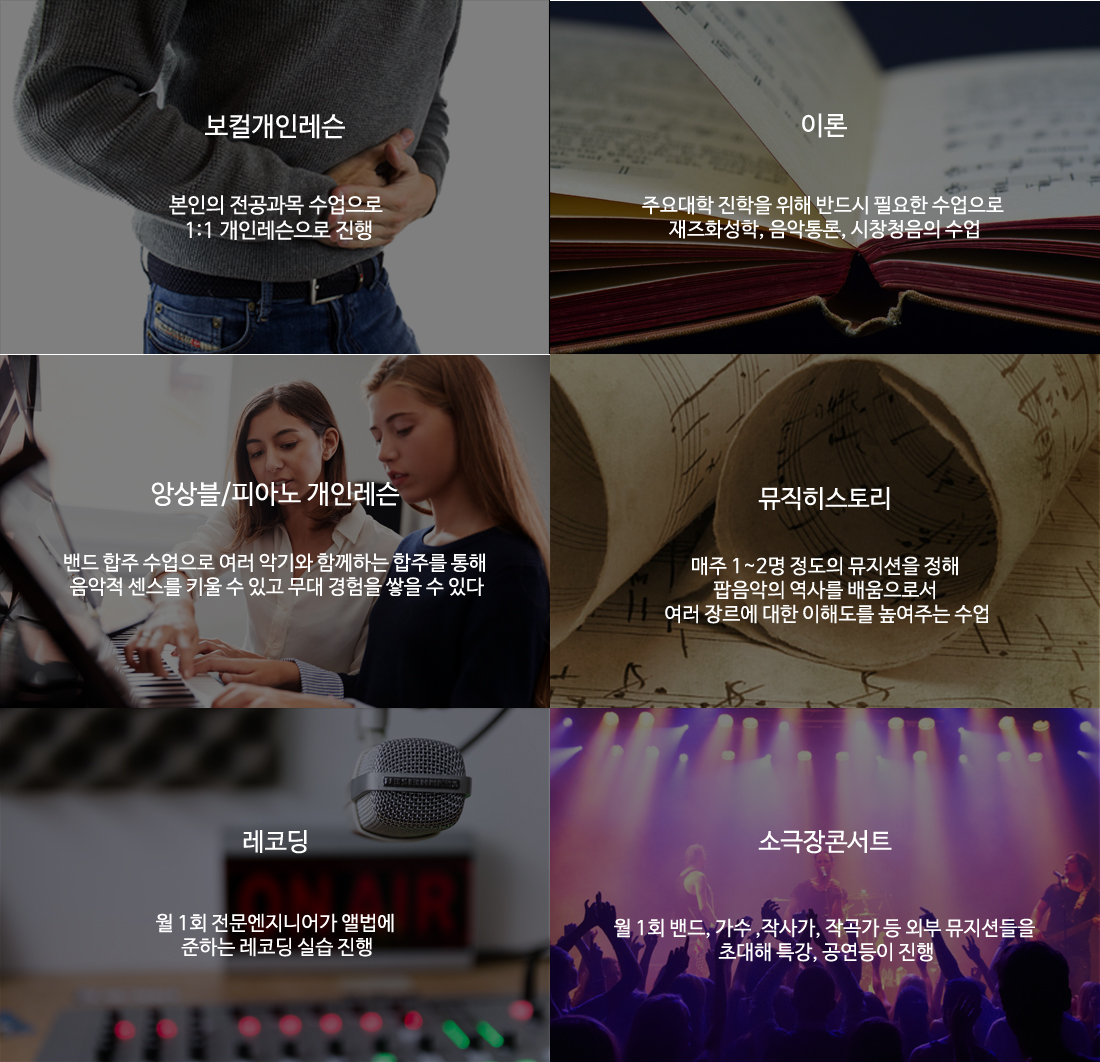 보컬개인레슨
본인의 전공과목 수업으로
1:1 개인레슨으로 진행
이론
주요대학 진학을 위해 반드시 필요한 수업으로
재즈화성학, 음악통론, 시창청음의 수업
앙상블/피아노 개인레슨
밴드 합주 수업으로 여러 악기와 함께하는 합주를 통해
음악적 센스를 키울 수 있고 무대 경험을 쌓을 수 있다
뮤직히스토리
매주 1~2명 정도의 뮤지션을 정해
팝음악의 역사를 배움으로서
여러 장르에 대한 이해도를 높여주는 수업
레코딩
월 1회 전문엔지니어가 앨법에
준하는 레코딩 실습 진행
ON AIR
소극장콘서트
월 1회 밴드, 가수 ,작사가, 작곡가 등 외부 뮤지션들을
초대해 특강, 공연등이 진행